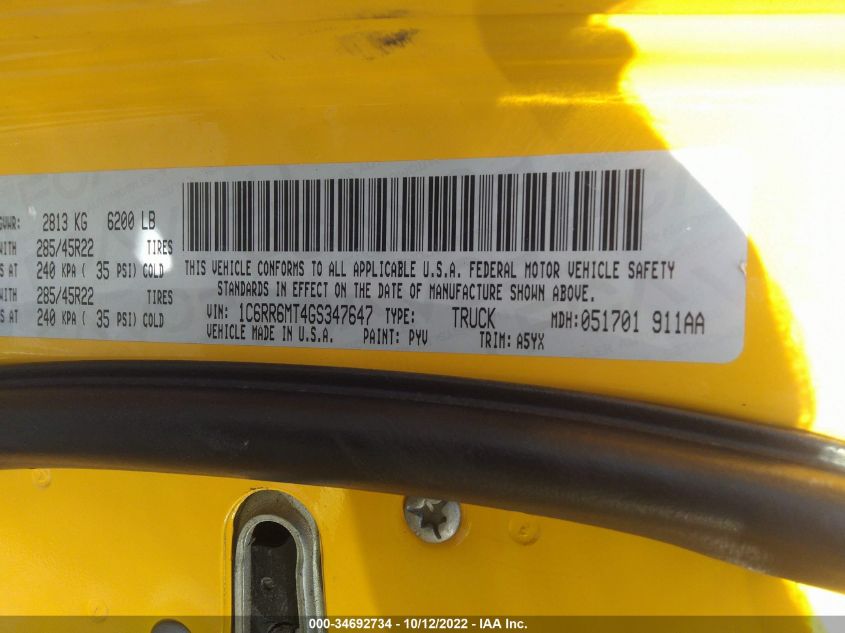 GVWR: 2813 KG 6200 LB
WITH 285/45R22 TIRES
AT 240 KPA ( 35 PSI) COLD
WITH 285/45R22 TIRES
AT 240 KPA ( 35 PSI) COLD
THIS VEHICLE CONFORMS TO ALL APPLICABLE U.S.A. FEDERAL MOTOR VEHICLE SAFETY
STANDARDS IN EFFECT ON THE DATE OF MANUFACTURE SHOWN ABOVE.
VIN: 1C6RR6MT4GS347647 TYPE: TRUCK MDH:051701 911AA
VEHICLE MADE IN U.S.A. PAINT: PYV TRIM: A5YX
000-34692734 - 10/12/2022 - IAA Inc.